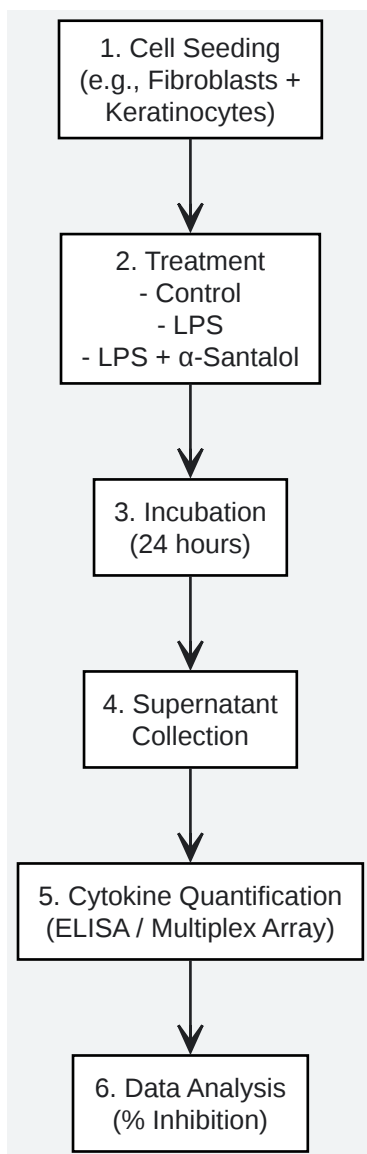 1. Cell Seeding
(e.g., Fibroblasts +
Keratinocytes)
2. Treatment
- Control
- LPS
- LPS + α-Santalol
3. Incubation
(24 hours)
4. Supernatant
Collection
5. Cytokine Quantification
(ELISA / Multiplex Array)
6. Data Analysis
(% Inhibition)